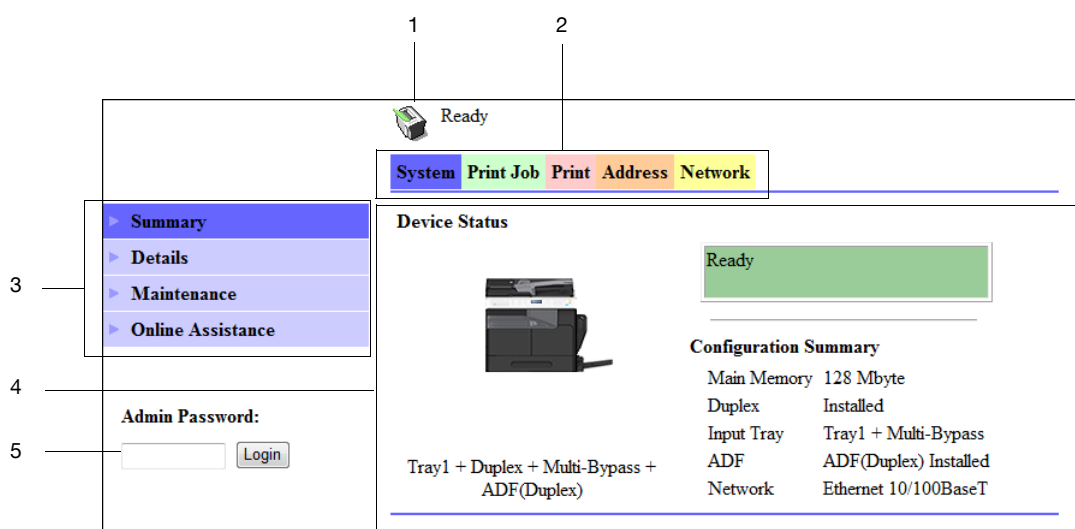 1
2
Ready
System Print Job Print Address Network
3
Summary
Details
Maintenance
Online Assistance
Device Status
Ready
Configuration Summary
Main Memory 128 Mbyte
Duplex Installed
Input Tray Tray1 + Multi-Bypass
ADF ADF(Duplex) Installed
Network Ethernet 10/100BaseT
Tray1 + Duplex + Multi-Bypass +
ADF(Duplex)
4
Admin Password:
5
Login